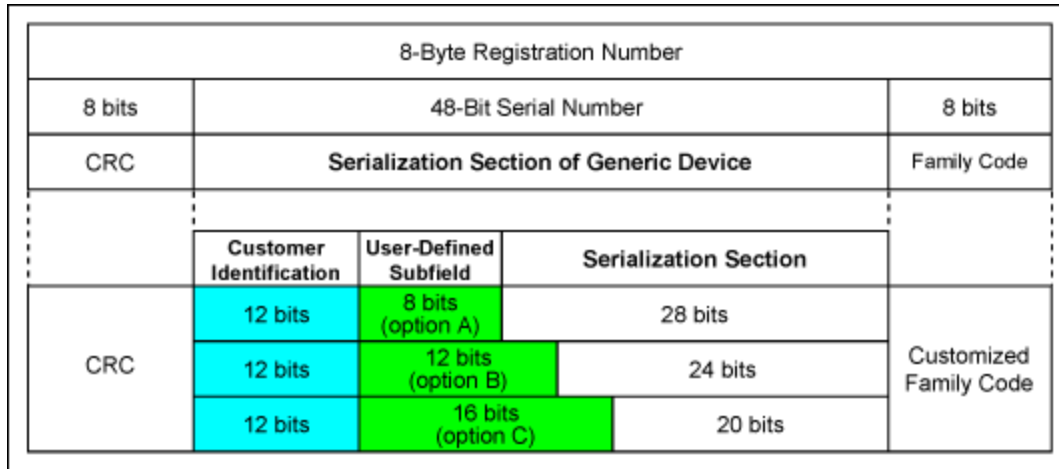 8-Byte Registration Number
8 bits
48-Bit Serial Number
8 bits
CRC
Serialization Section of Generic Device
Family Code
Customer
Identification
User-Defined
Subfield
Serialization Section
CRC
12 bits
8 bits
(option A)
28 bits
12 bits
12 bits
(option B)
24 bits
12 bits
16 bits
(option C)
20 bits
Customized
Family Code